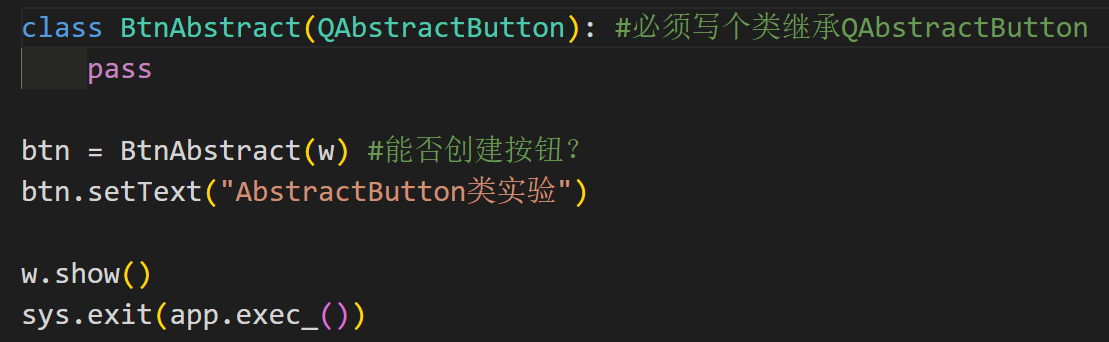 class BtnAbstract(QAbstractButton): #必须写个类继承QAbstractButton
    pass
btn = BtnAbstract(w) #能否创建按钮?
btn.setText("AbstractButton类实验")
w.show()
sys.exit(app.exec_())